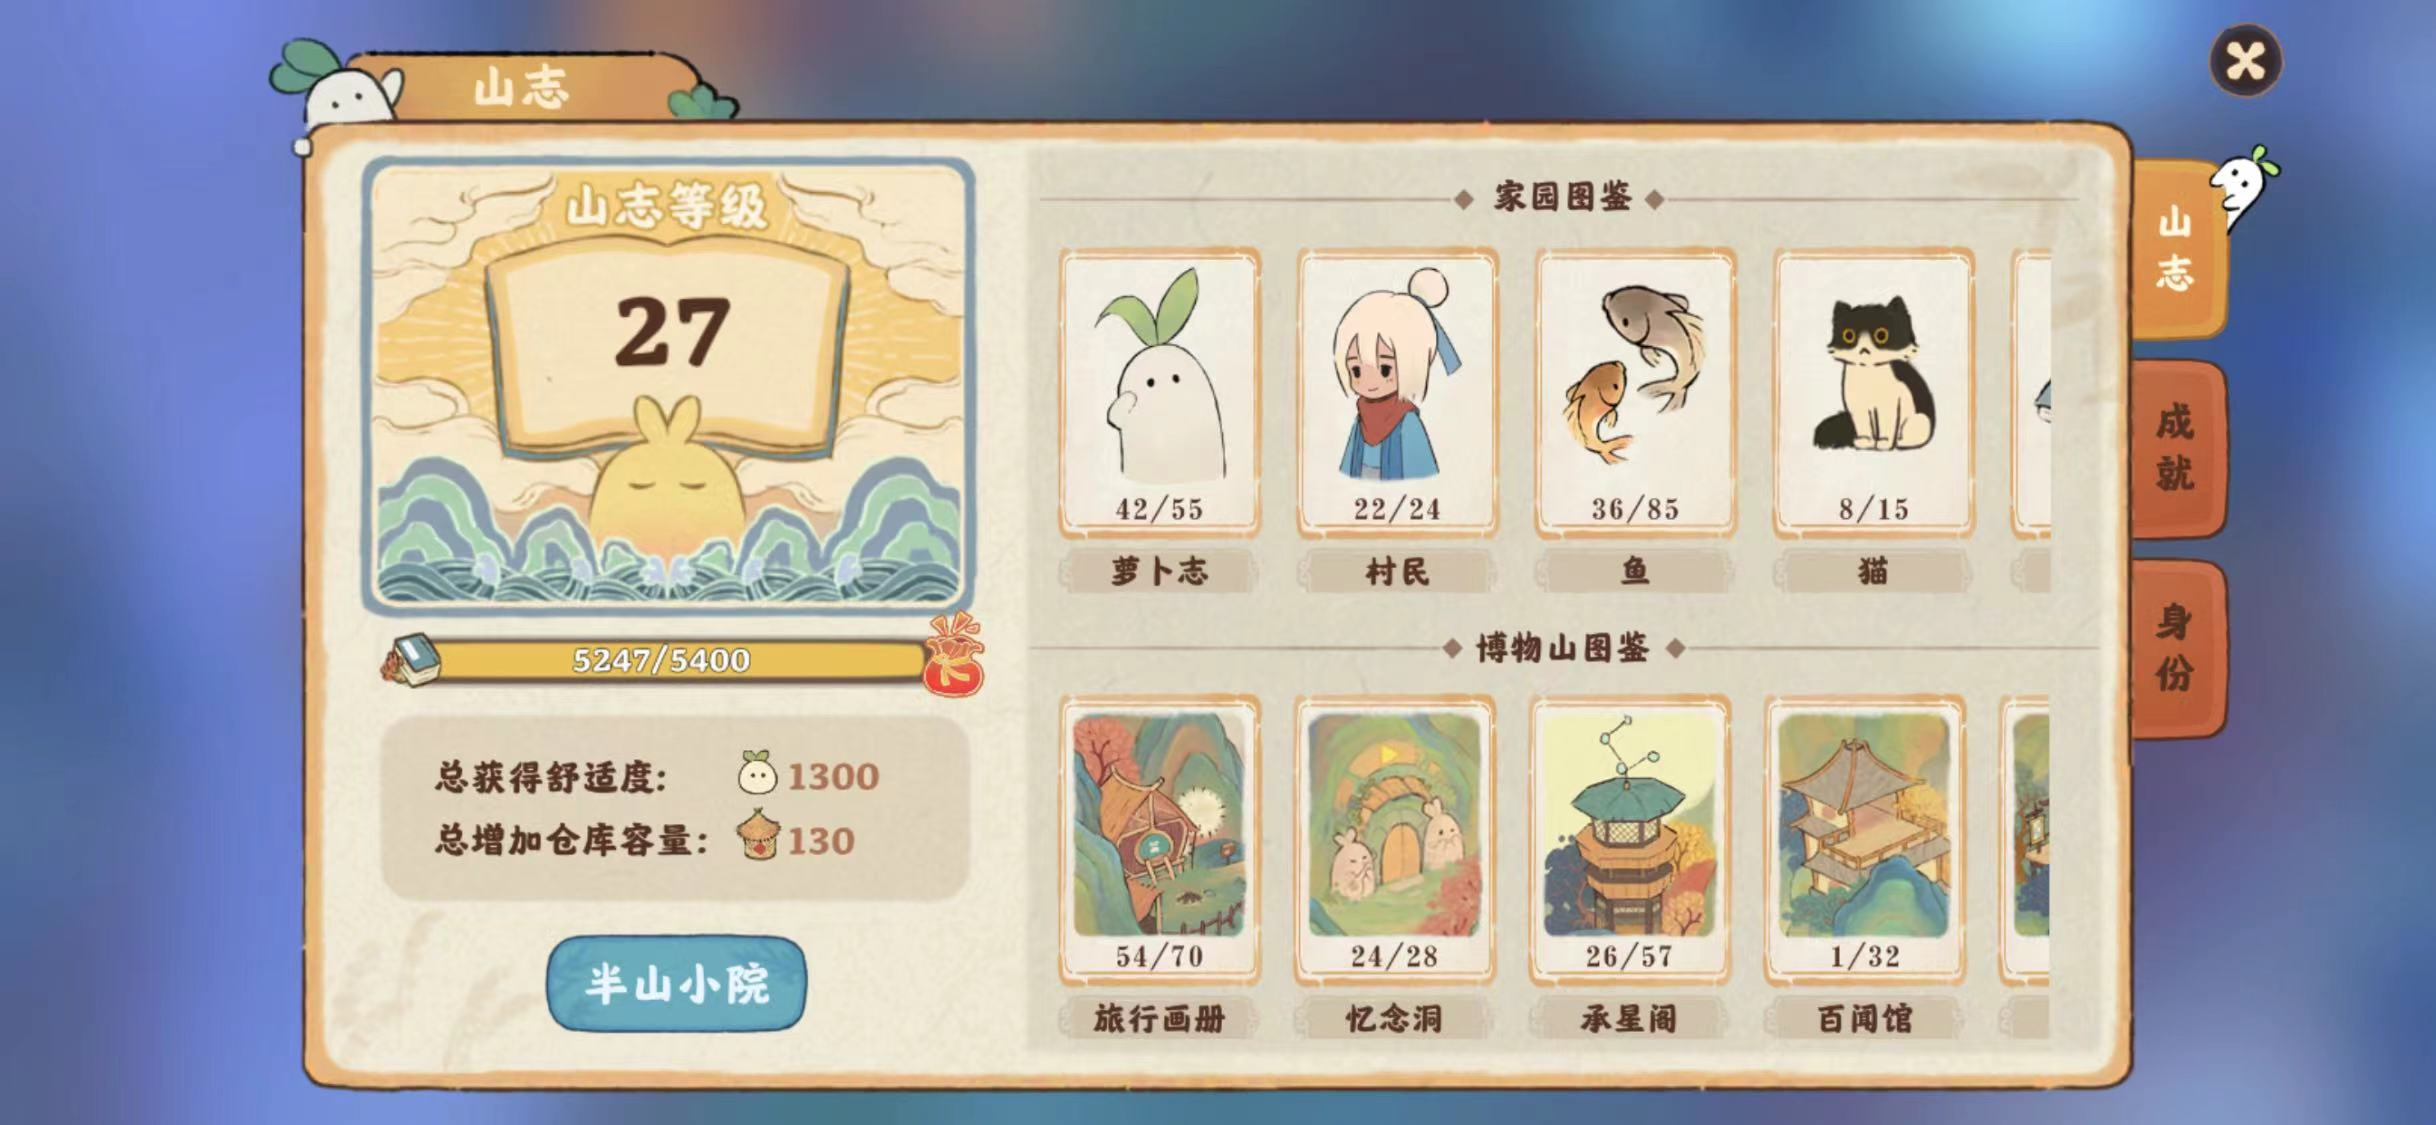 山志
山志等级
27
5247/5400
总获得舒适度: 1300
总增加仓库容量: 130
半山小院
家园图鉴
42/55
22/24
36/85
8/15
萝卜志
村民
鱼
猫
博物山图鉴
54/70
24/28
26/57
1/32
旅行画册
忆念洞
承星阁
百闻馆
山志
成就
身份